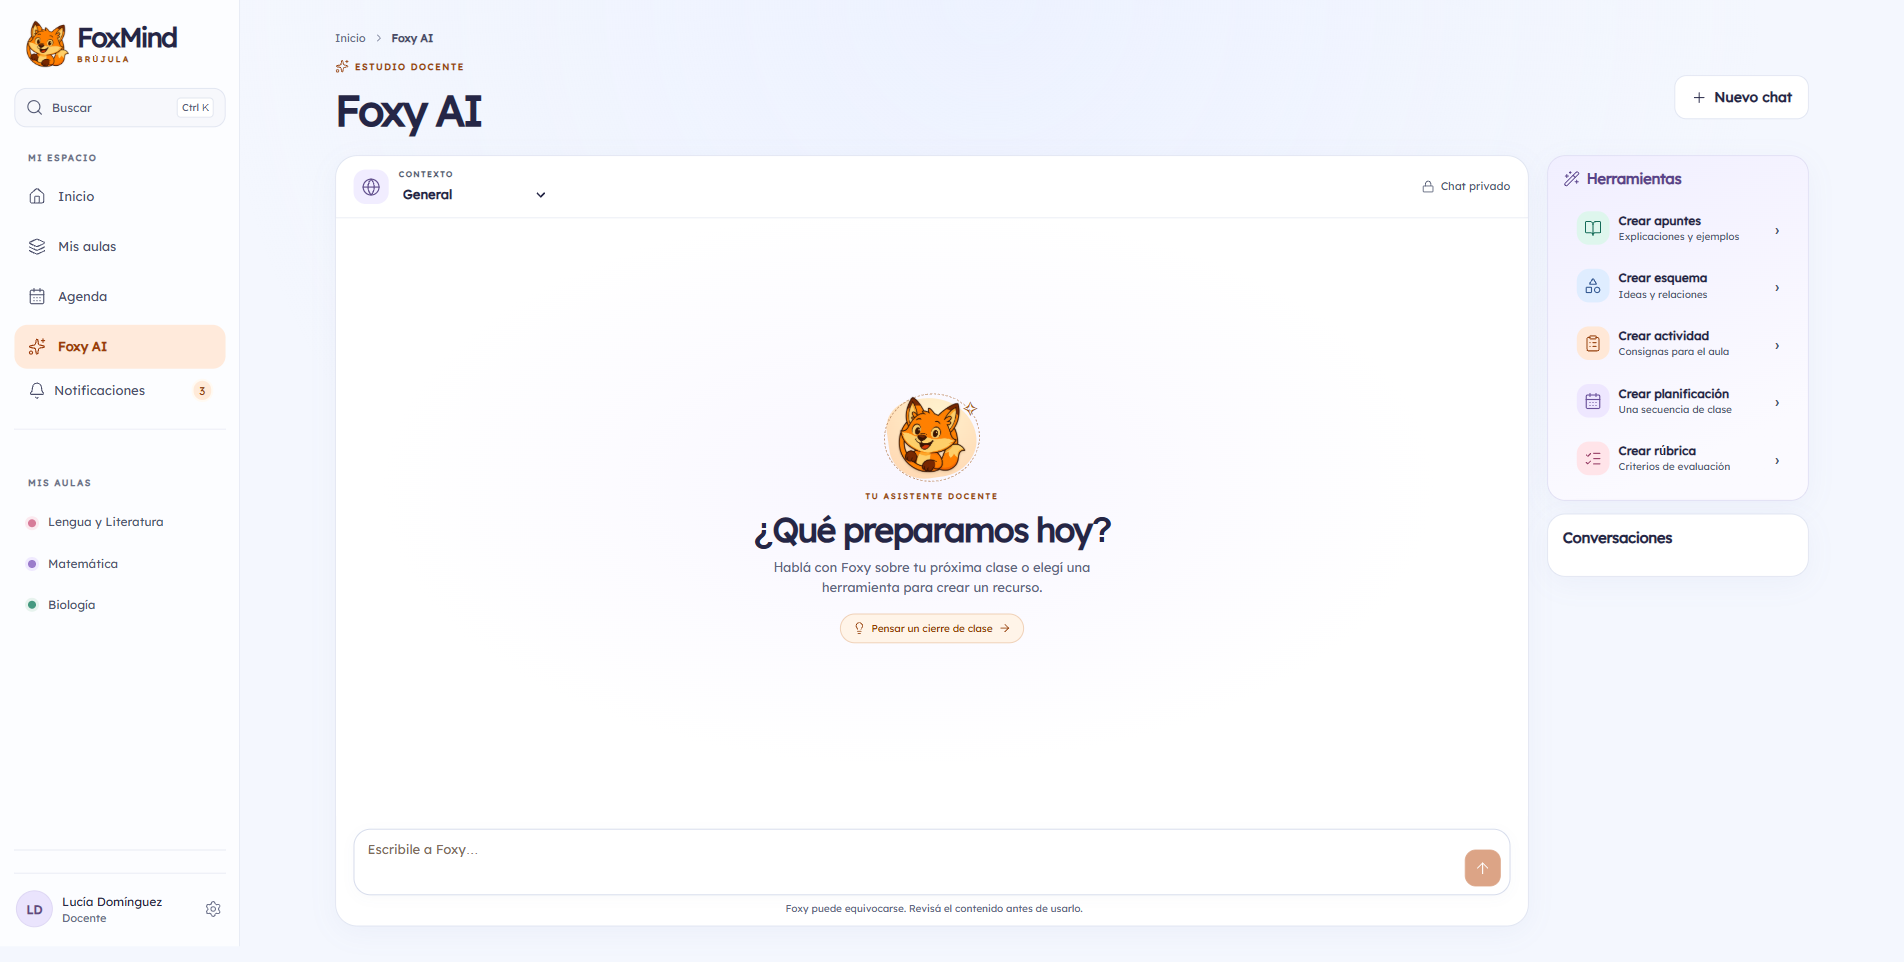 FoxMind
BRÚJULA
Buscar
Ctrl K
MI ESPACIO
Inicio
Mis aulas
Agenda
Foxy AI
Notificaciones
3
MIS AULAS
Lengua y Literatura
Matemática
Biología
LD
Lucía Domínguez
Docente
Inicio > Foxy AI
ESTUDIO DOCENTE
Foxy AI
+ Nuevo chat
CONTEXTO
General
Chat privado
TU ASISTENTE DOCENTE
¿Qué preparamos hoy?
Hablá con Foxy sobre tu próxima clase o elegí una
herramienta para crear un recurso.
Pensar un cierre de clase →
Escribile a Foxy...
Foxy puede equivocarse. Revisá el contenido antes de usarlo.
Herramientas
Crear apuntes
Explicaciones y ejemplos
Crear esquema
Ideas y relaciones
Crear actividad
Consignas para el aula
Crear planificación
Una secuencia de clase
Crear rúbrica
Criterios de evaluación
Conversaciones